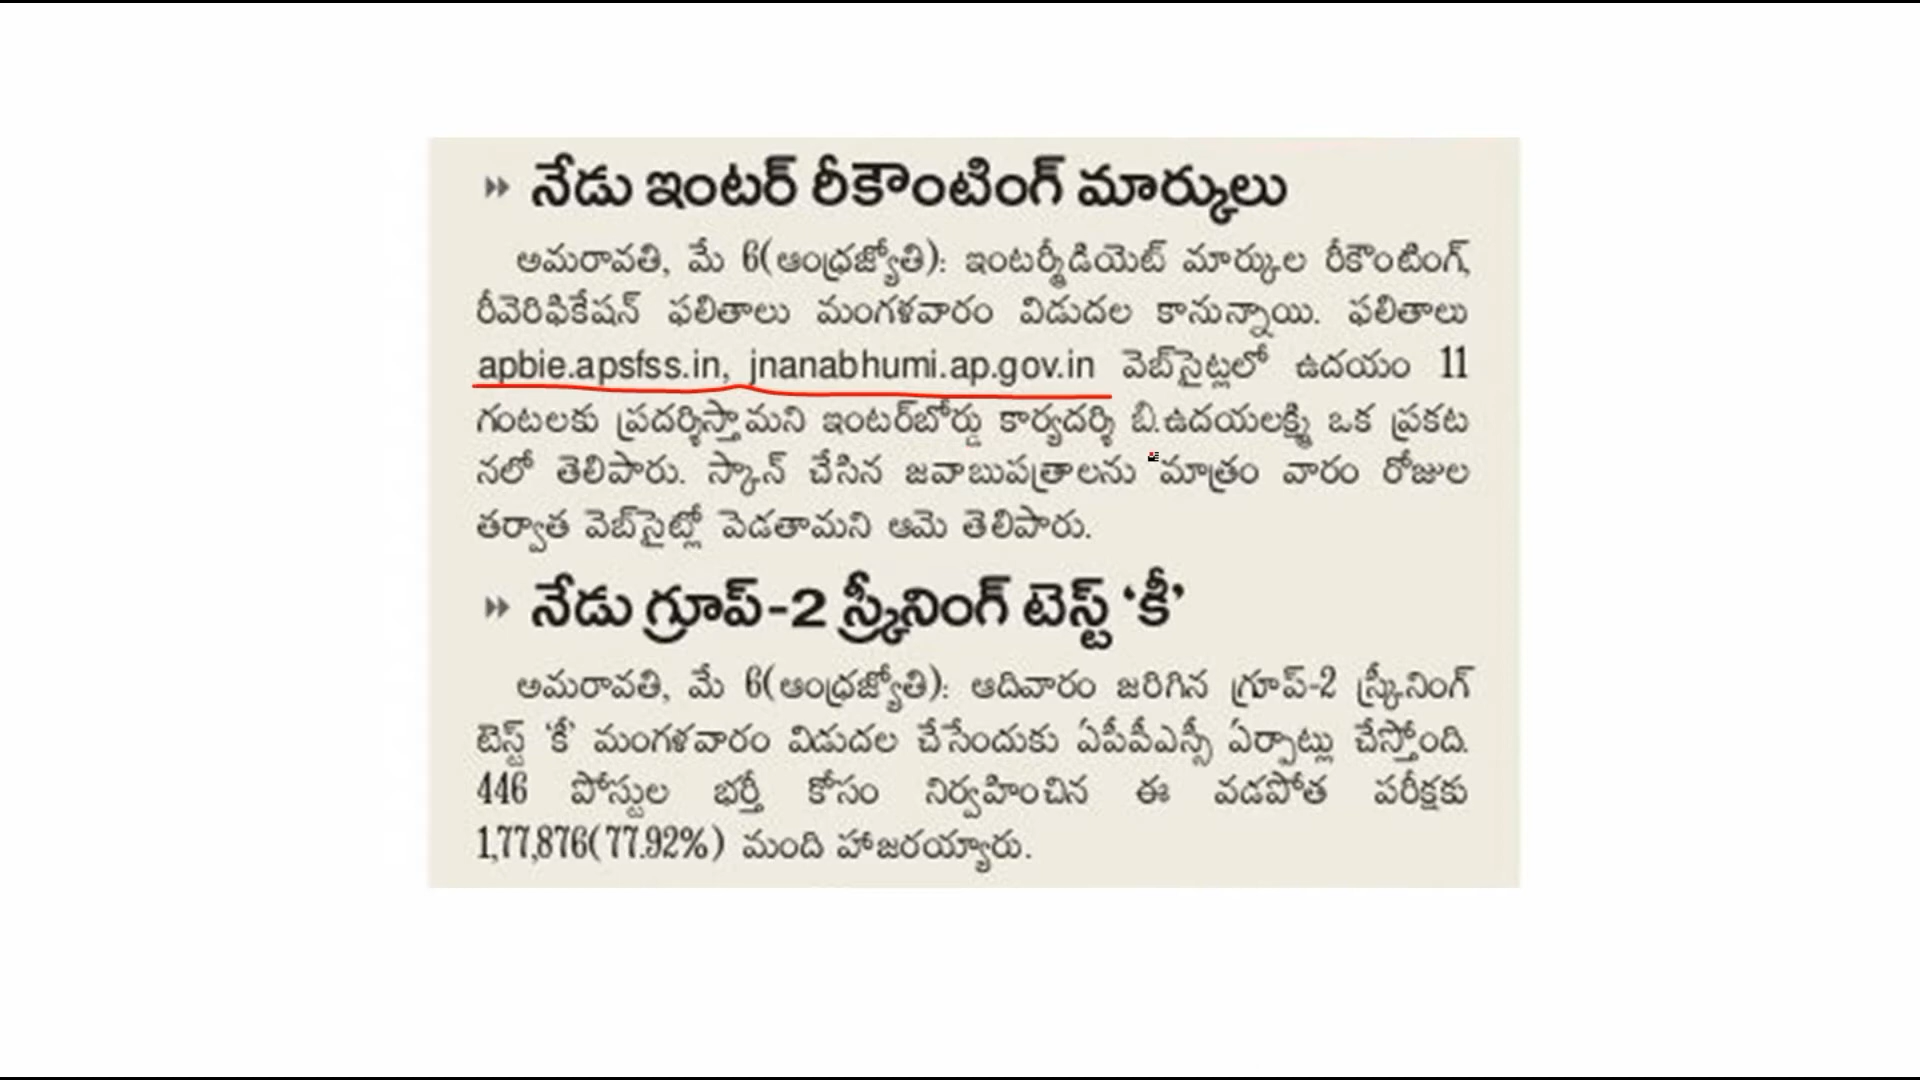 నేడు ఇంటర్ రీకౌంటింగ్ మార్కులు
అమరావతి, మే 6(ఆంధ్రజ్యోతి): ఇంటర్మీడియెట్ మార్కుల రీకౌంటింగ్,
రీవెరిఫికేషన్ ఫలితాలు మంగళవారం విడుదల కానున్నాయి. ఫలితాలు
apbie.apsfss.in, jnanabhumi.ap.gov.in వెబ్‌సైట్లలో ఉదయం 11
గంటలకు ప్రదర్శిస్తామని ఇంటర్‌బోర్డు కార్యదర్శి బి.ఉదయలక్ష్మి ఒక ప్రకట
నలో తెలిపారు. స్కాన్ చేసిన జవాబుపత్రాలను మాత్రం వారం రోజుల
తర్వాత వెబ్‌సైట్లో వెడతామని ఆమె తెలిపారు.
నేడు గ్రూప్-2 స్క్రీనింగ్ టెస్ట్ ‘కీ’
అమరావతి, మే 6(ఆంధ్రజ్యోతి): ఆదివారం జరిగిన గ్రూప్-2 స్క్రీనింగ్
టెస్ట్ ‘కీ’ మంగళవారం విడుదల చేసేందుకు ఏపీపీఎస్సీ ఏర్పాట్లు చేస్తోంది.
446 పోస్టుల భర్తీ కోసం నిర్వహించిన ఈ వడపోత పరీక్షకు
1,77,876(77.92%) మంది హాజరయ్యారు.